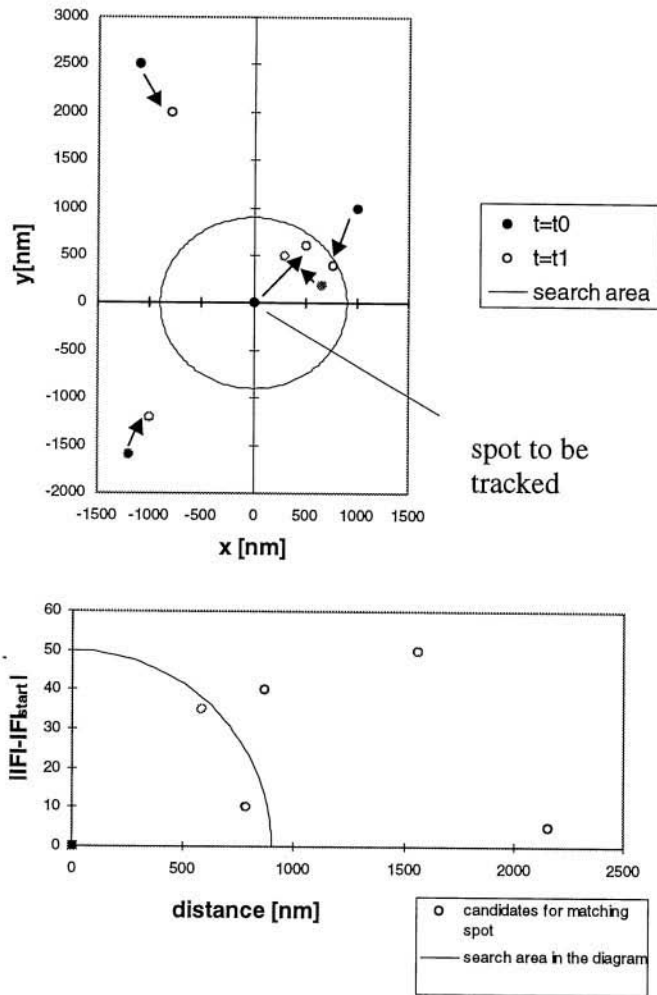 3000
2500
2000
1500
1000
500
0
-500
-1000
-1500
-2000
y[nm]
-1500 -1000 -500 0 500 1000 1500
x [nm]
t=t0
t=t1
search area
spot to be
tracked
60
50
40
30
20
10
0
|IFI-IFI start|
0 500 1000 1500 2000 2500
distance [nm]
candidates for matching
spot
search area in the diagram